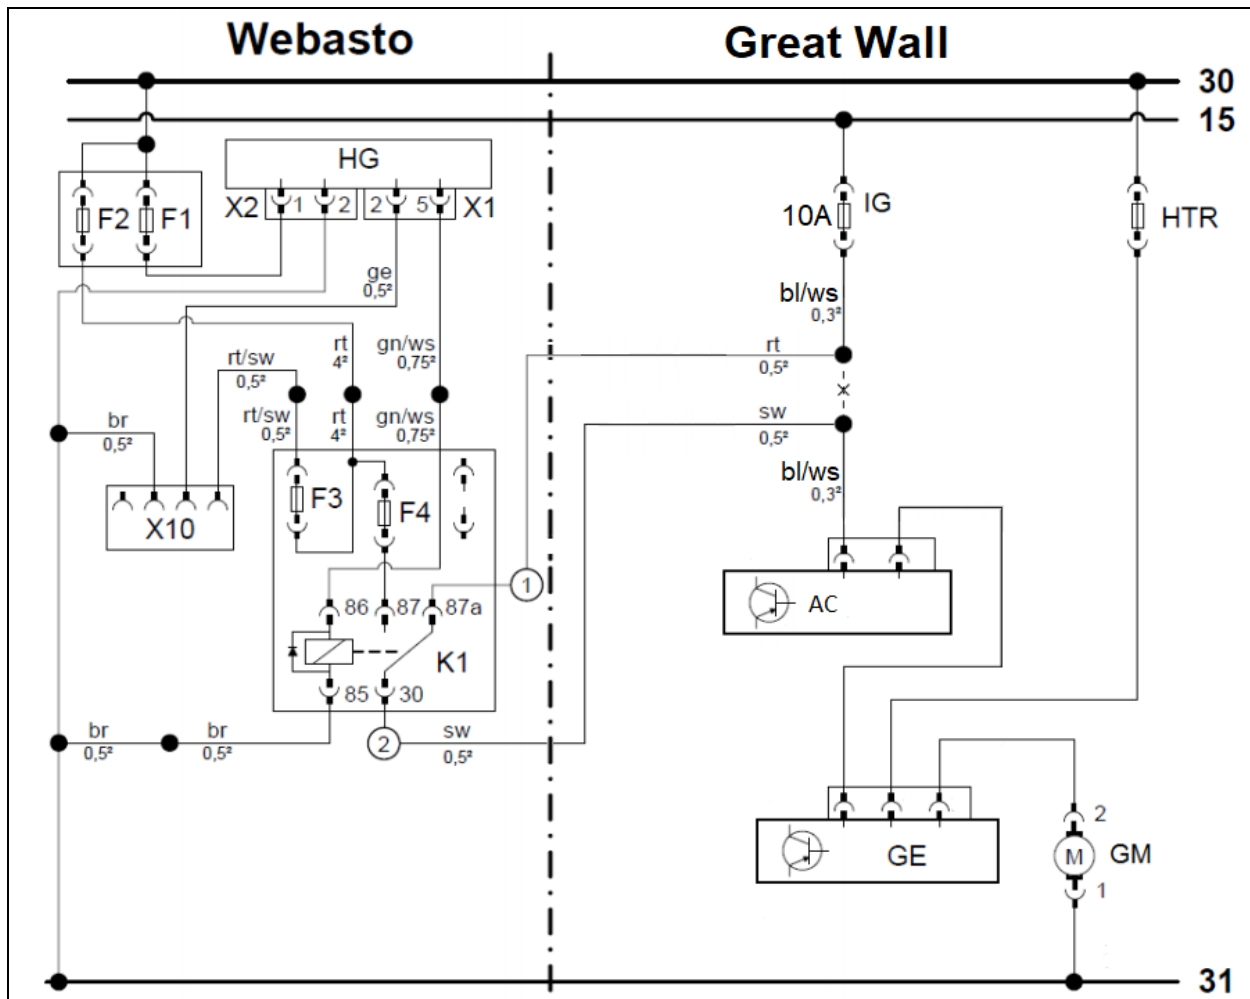 Webasto Great Wall
30
15
HG
X2 1 2 2 5 X1
F2 F1
10A IG
HTR
ge
0,5²
bl/ws
0,3²
rt
4²
gn/ws
0,75²
rt/sw
0,5²
rt
0,5²
rt/sw
0,5²
rt
4²
gn/ws
0,75²
br
0,5²
sw
0,5²
bl/ws
0,3²
F3 F4
X10
1
86 87 87a
AC
K1
85 30
br
0,5²
br
0,5²
2
sw
0,5²
2
GE
M GM
1
31